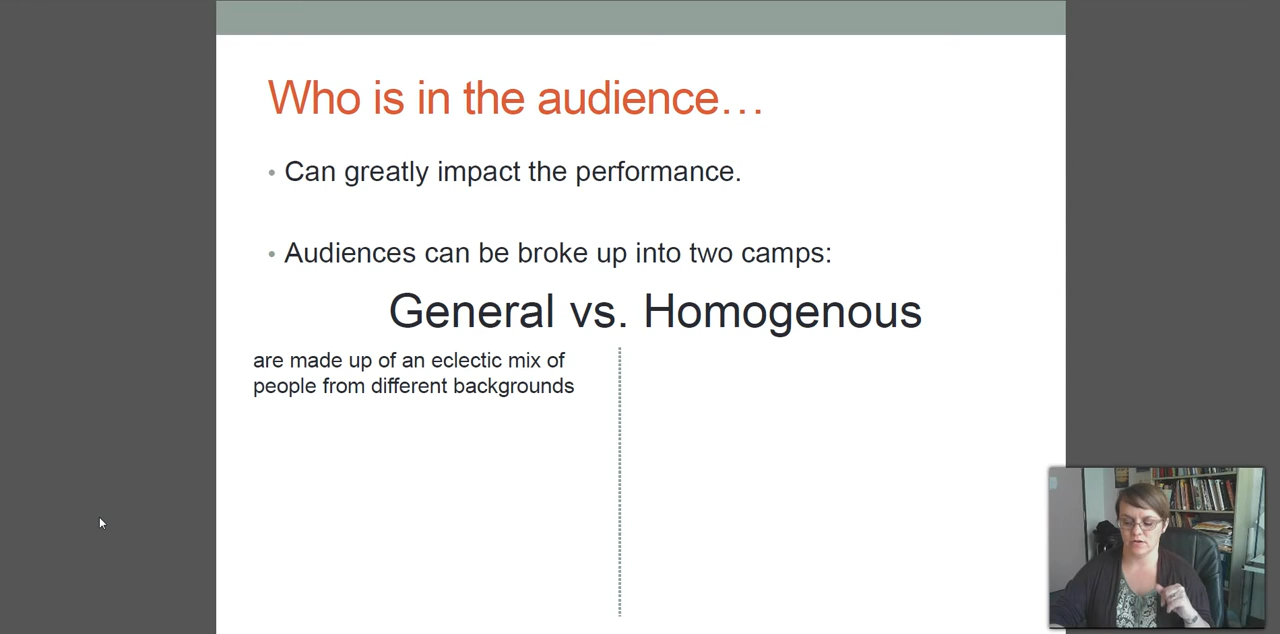 Who is in the audience…
• Can greatly impact the performance.
• Audiences can be broke up into two camps:
General vs. Homogenous
are made up of an eclectic mix of
people from different backgrounds